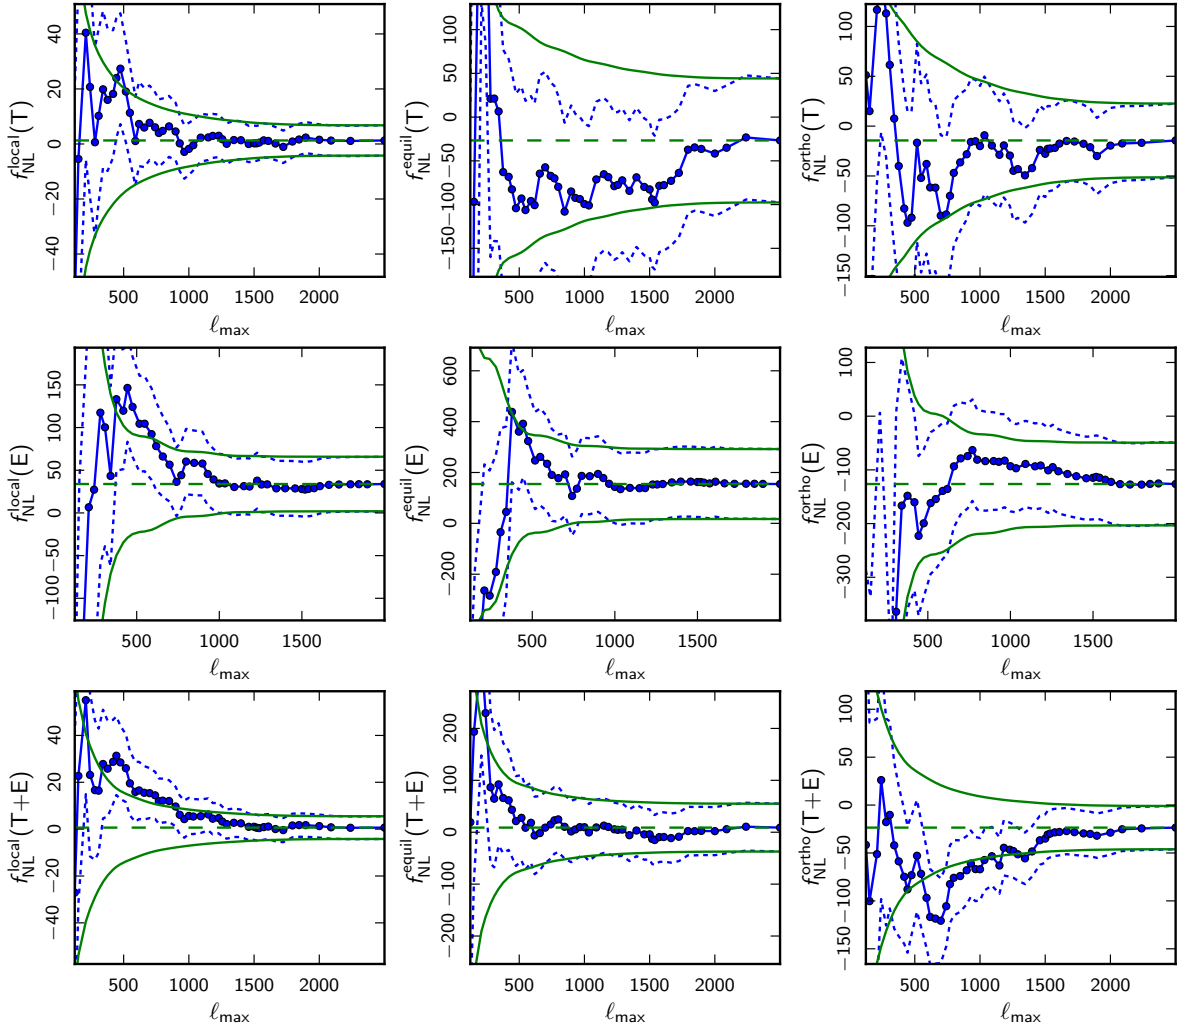 f_NL^local(T)
40
20
0
−20
−40
500 1000 1500 2000
ℓ_max
f_NL^equil(T)
100
50
0
−50
−100
−150
500 1000 1500 2000
ℓ_max
f_NL^ortho(T)
100
50
0
−50
−100
−150
500 1000 1500 2000
ℓ_max
f_NL^local(E)
150
100
50
0
−50
−100
500 1000 1500
ℓ_max
f_NL^equil(E)
600
400
200
0
−200
500 1000 1500
ℓ_max
f_NL^ortho(E)
100
0
−100
−200
−300
500 1000 1500
ℓ_max
f_NL^local(T+E)
40
20
0
−20
−40
500 1000 1500 2000
ℓ_max
f_NL^equil(T+E)
200
100
0
−100
−200
500 1000 1500 2000
ℓ_max
f_NL^ortho(T+E)
100
50
0
−50
−100
−150
500 1000 1500 2000
ℓ_max